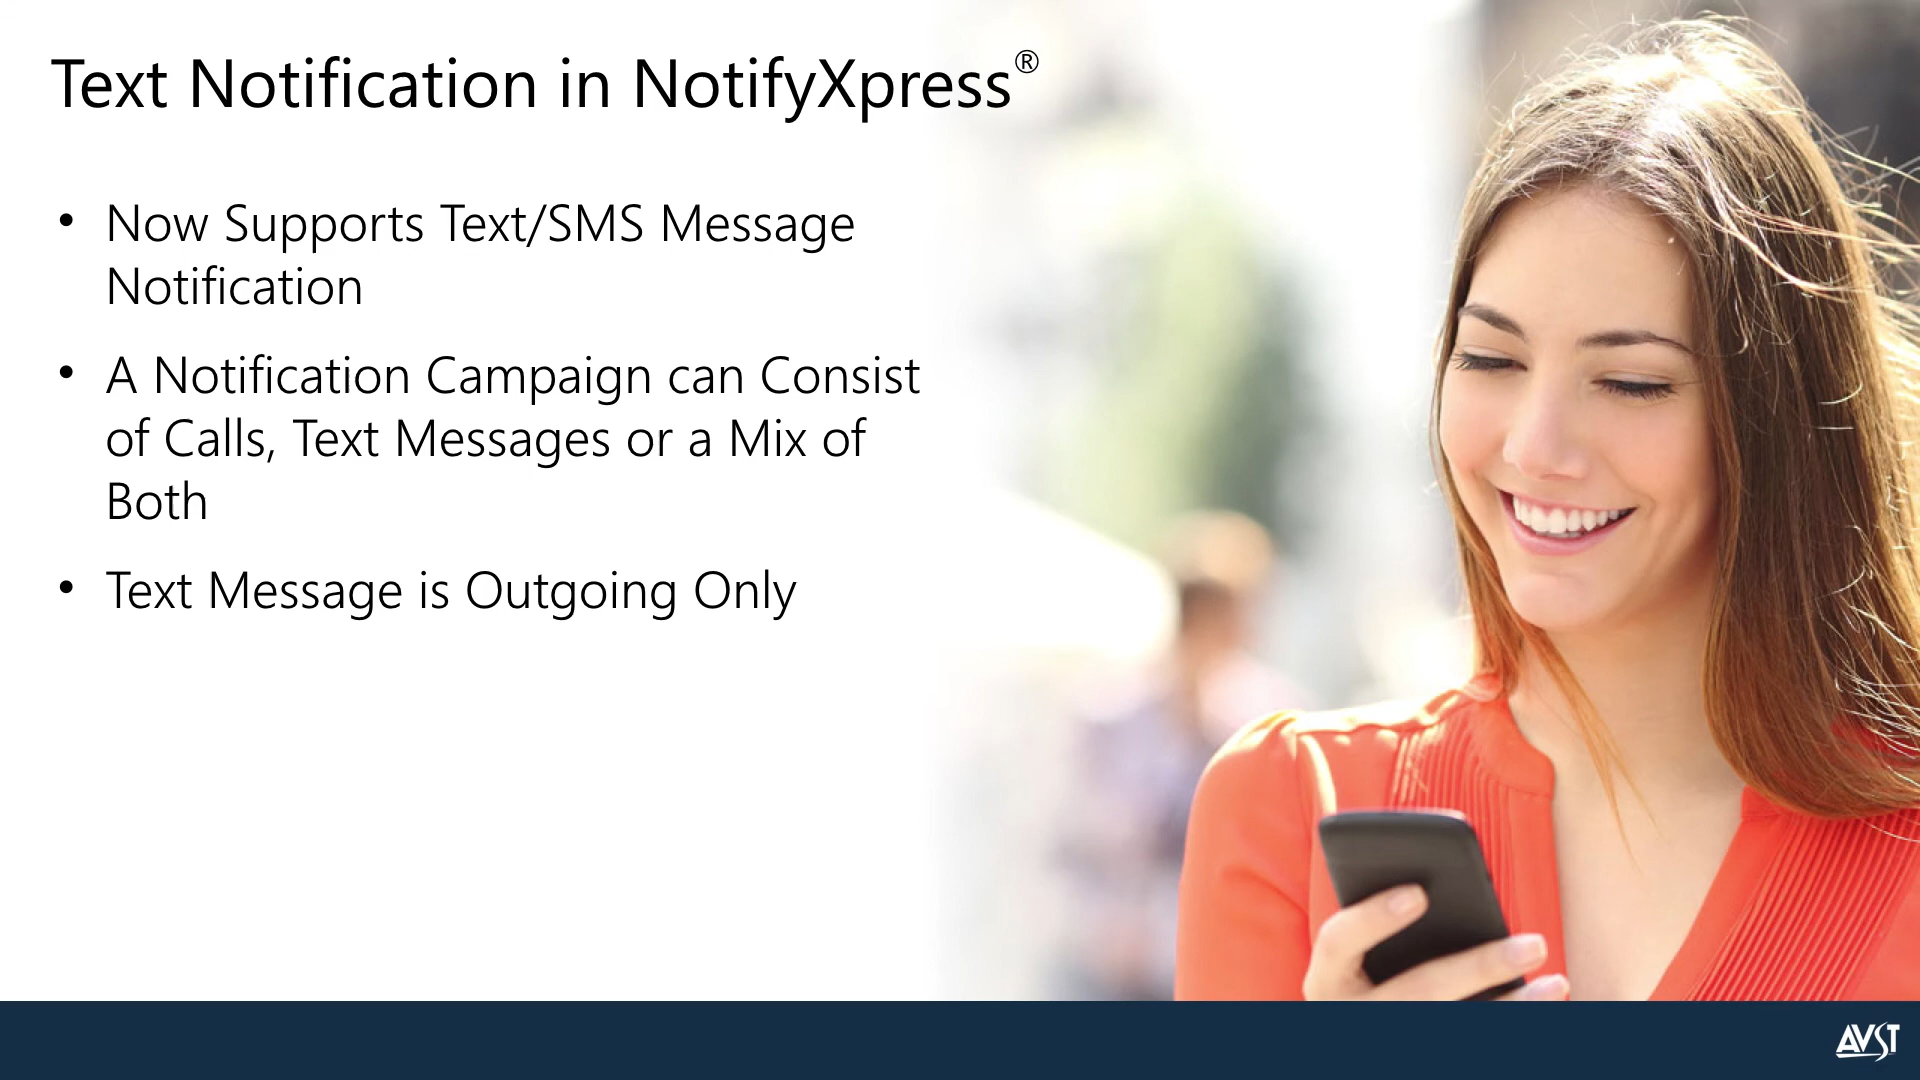 Text Notification in NotifyXpress®
• Now Supports Text/SMS Message
Notification
• A Notification Campaign can Consist
of Calls, Text Messages or a Mix of
Both
• Text Message is Outgoing Only
AVST